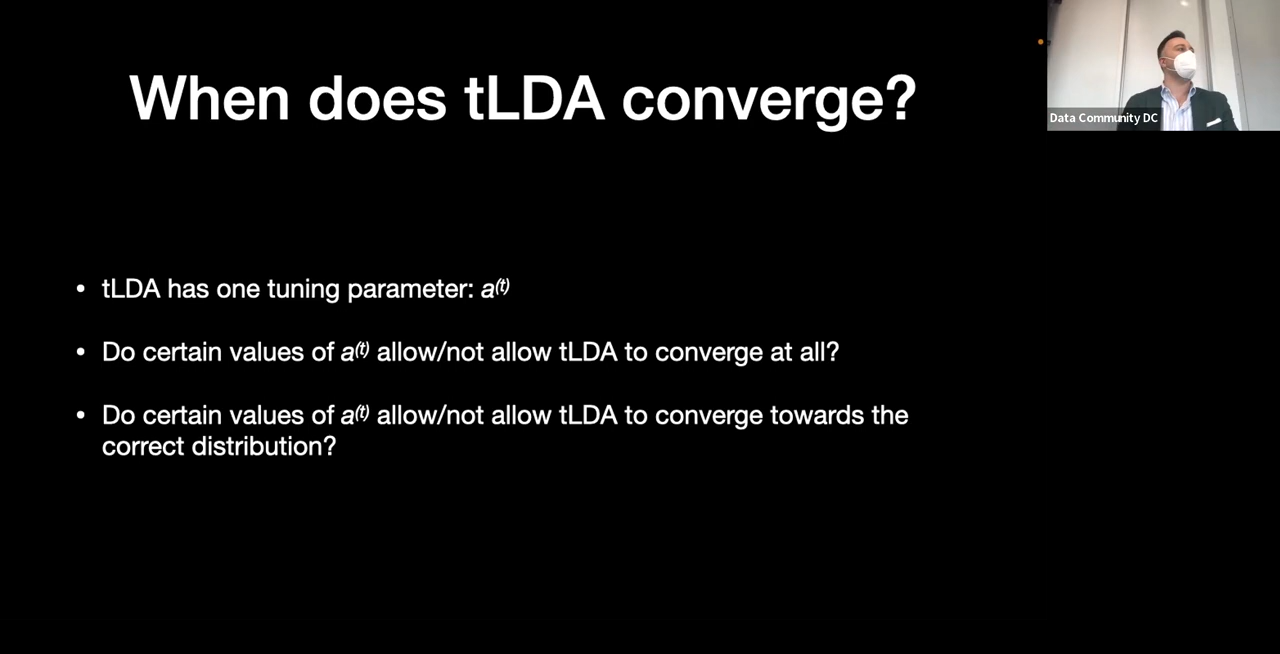 When does tLDA converge?
Data Community DC
• tLDA has one tuning parameter: a(t)
• Do certain values of a(t) allow/not allow tLDA to converge at all?
• Do certain values of a(t) allow/not allow tLDA to converge towards the
correct distribution?